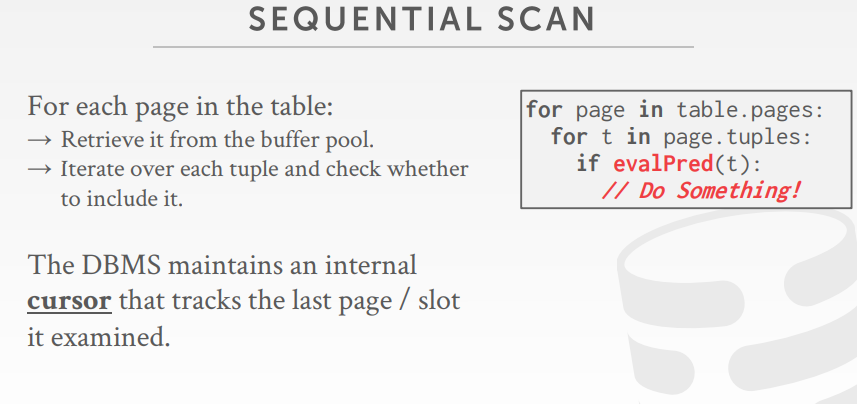 SEQUENTIAL SCAN
For each page in the table:
→ Retrieve it from the buffer pool.
→ Iterate over each tuple and check whether
to include it.
The DBMS maintains an internal
cursor that tracks the last page / slot
it examined.
for page in table.pages:
for t in page.tuples:
if evalPred(t):
// Do Something!